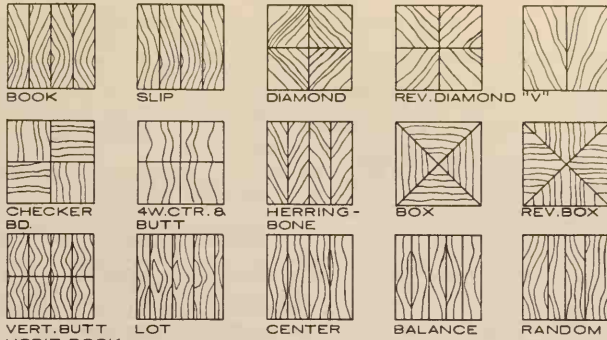 BOOK
SLIP
DIAMOND
REV. DIAMOND
"V"
CHECKER
BD.
4W.CTR. &
BUTT
HERRING-
BONE
BOX
REV. BOX
VERT. BUTT
LOT
CENTER
BALANCE
RANDOM